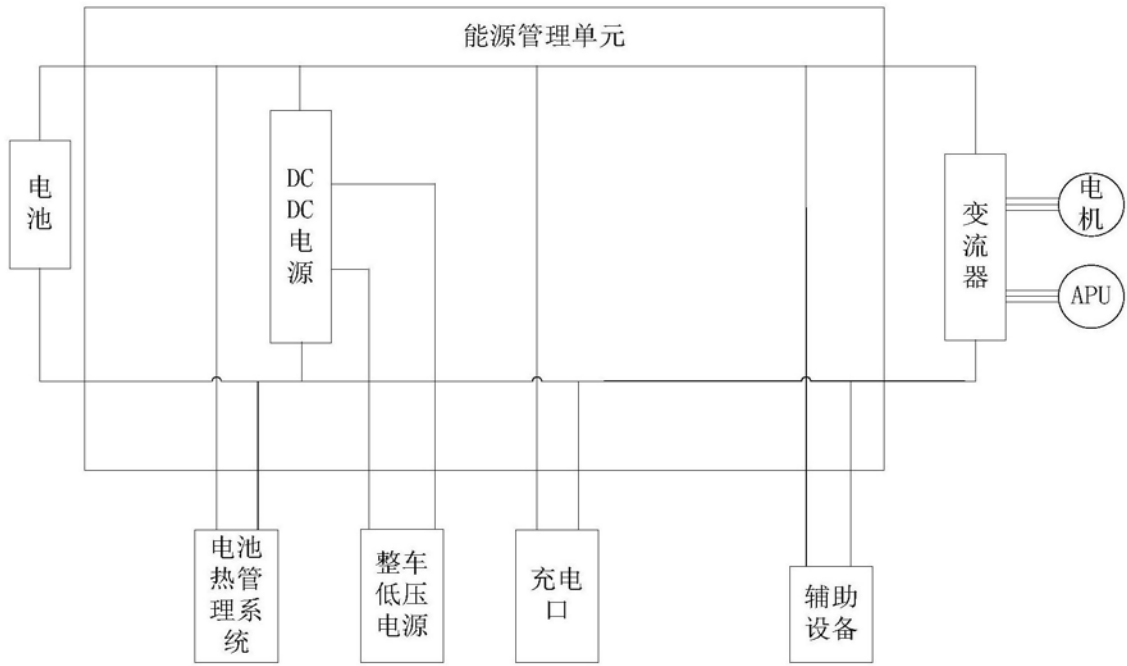 能源管理单元
电
池
DC
DC
电
源
变
流
器
电
机
APU
电池
热管
理系
统
整车
低压
电源
充电
口
辅助
设备